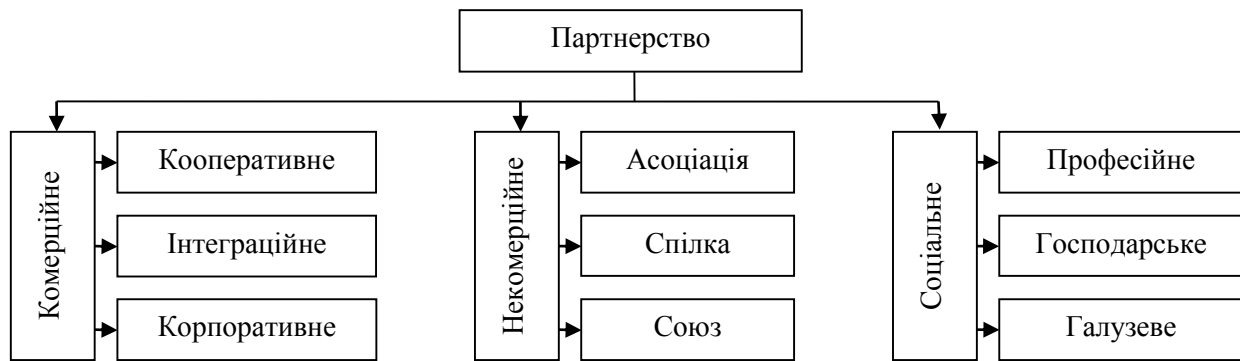 Партнерство
Комерційне
Кооперативне
Інтеграційне
Корпоративне
Некомерційне
Асоціація
Спілка
Союз
Соціальне
Професійне
Господарське
Галузеве